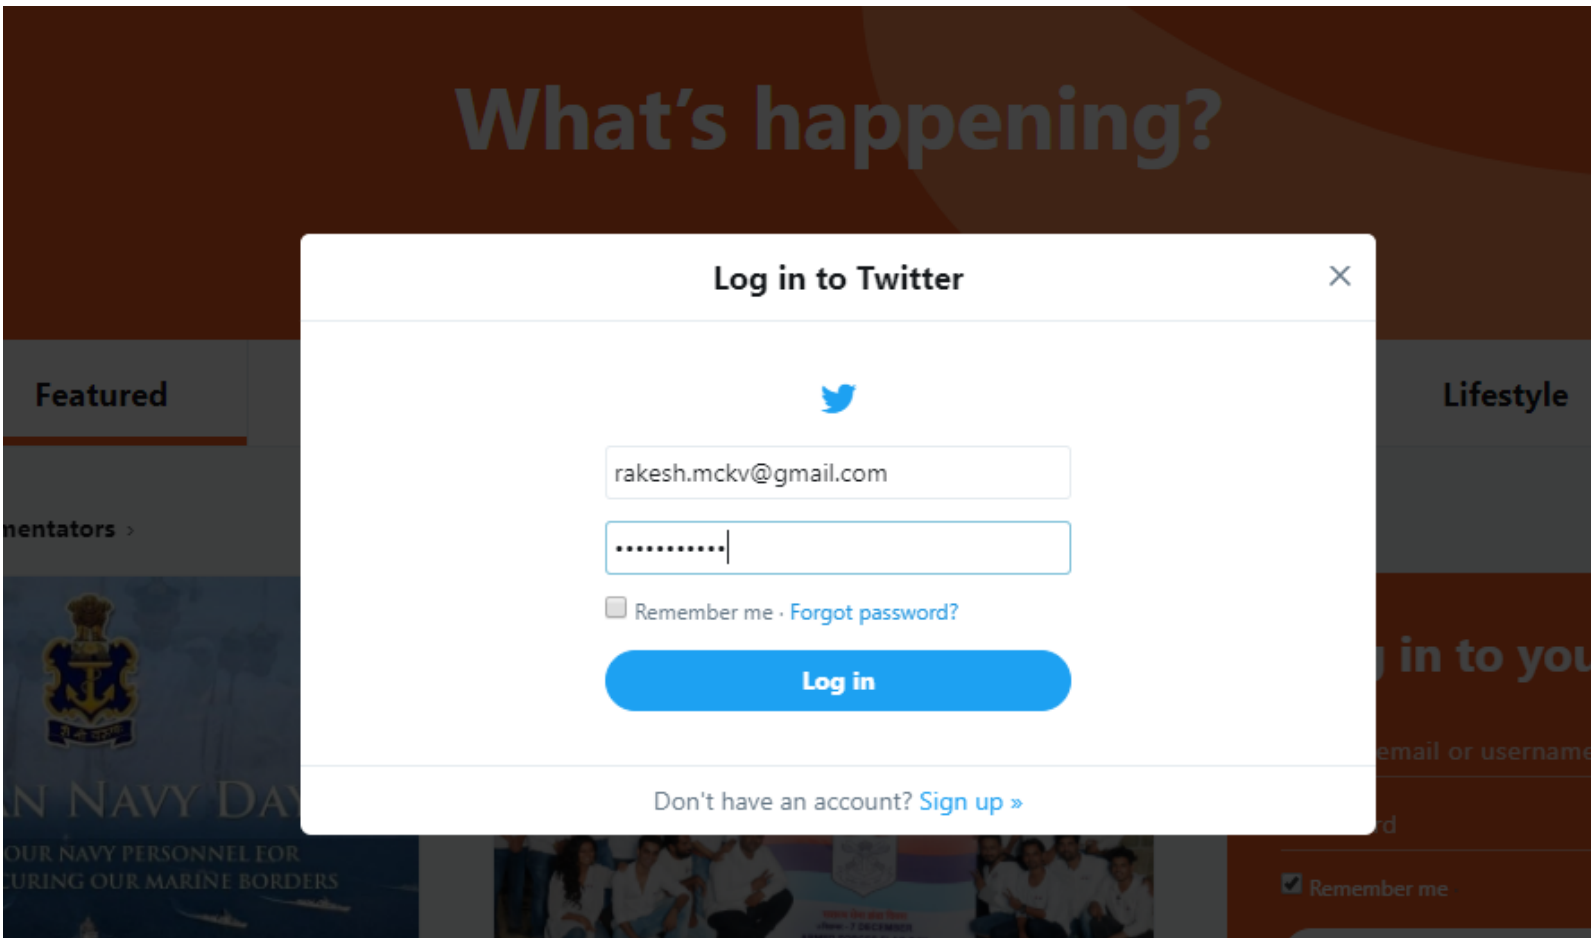 What's happening?
Log in to Twitter
Featured
Lifestyle
rakesh.mckv@gmail.com
mentators ›
•••••••••••
Remember me · Forgot password?
in to you
Log in
email or username
N NAVY DAY
Don't have an account? Sign up »
rd
OUR NAVY PERSONNEL FOR
CURING OUR MARINE BORDERS
Remember me